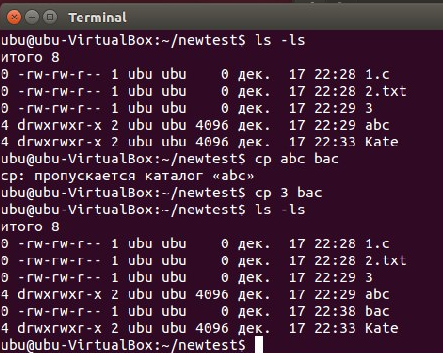 Terminal
ubu@ubu-VirtualBox:~/newtest$ ls -ls
итого 8
0 -rw-rw-r-- 1 ubu ubu    0 дек.  17 22:28 1.c
0 -rw-rw-r-- 1 ubu ubu    0 дек.  17 22:28 2.txt
0 -rw-rw-r-- 1 ubu ubu    0 дек.  17 22:29 3
4 drwxrwxr-x 2 ubu ubu 4096 дек.  17 22:29 abc
4 drwxrwxr-x 2 ubu ubu 4096 дек.  17 22:33 Kate
ubu@ubu-VirtualBox:~/newtest$ cp abc bac
cp: пропускается каталог «abc»
ubu@ubu-VirtualBox:~/newtest$ cp 3 bac
ubu@ubu-VirtualBox:~/newtest$ ls -ls
итого 8
0 -rw-rw-r-- 1 ubu ubu    0 дек.  17 22:28 1.c
0 -rw-rw-r-- 1 ubu ubu    0 дек.  17 22:28 2.txt
0 -rw-rw-r-- 1 ubu ubu    0 дек.  17 22:29 3
4 drwxrwxr-x 2 ubu ubu 4096 дек.  17 22:29 abc
0 -rw-rw-r-- 1 ubu ubu    0 дек.  17 22:38 bac
4 drwxrwxr-x 2 ubu ubu 4096 дек.  17 22:33 Kate
ubu@ubu-VirtualBox:~/newtest$